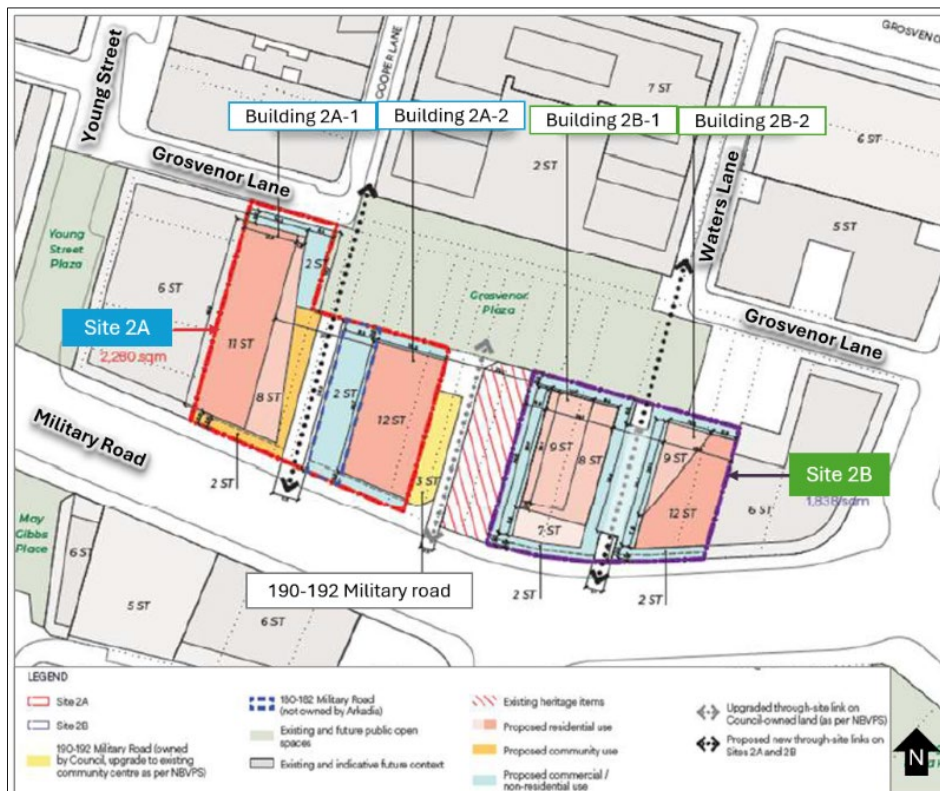 Young Street
COOPER LANE
GROSVENOR
7 ST
6 ST
Building 2A-1
Building 2A-2
Building 2B-1
Building 2B-2
Grosvenor Lane
2 ST
Waters Lane
5 ST
Young
Street
Plaza
6 ST
2 ST
Grosvenor
Plaza
Grosvenor Lane
Site 2A
2,280 sqm
11 ST
8 ST
2 ST
12 ST
3 ST
9 ST
8 ST
7 ST
9 ST
12 ST
Site 2B
1,838 sqm
6 ST
Military Road
2 ST
May
Gibbs
Place
6 ST
5 ST
6 ST
190-192 Military road
2 ST
2 ST
LEGEND
Site 2A
Site 2B
190-192 Military Road (owned
by Council, upgrade to existing
community centre as per NBVPS)
180-182 Military Road
(not owned by Arkadia)
Existing and future public open
spaces
Existing and indicative future context
Existing heritage items
Proposed residential use
Proposed community use
Proposed commercial /
non-residential use
Upgraded through-site link on
Council-owned land (as per NBVPS)
Proposed new through-site links on
Sites 2A and 2B
N